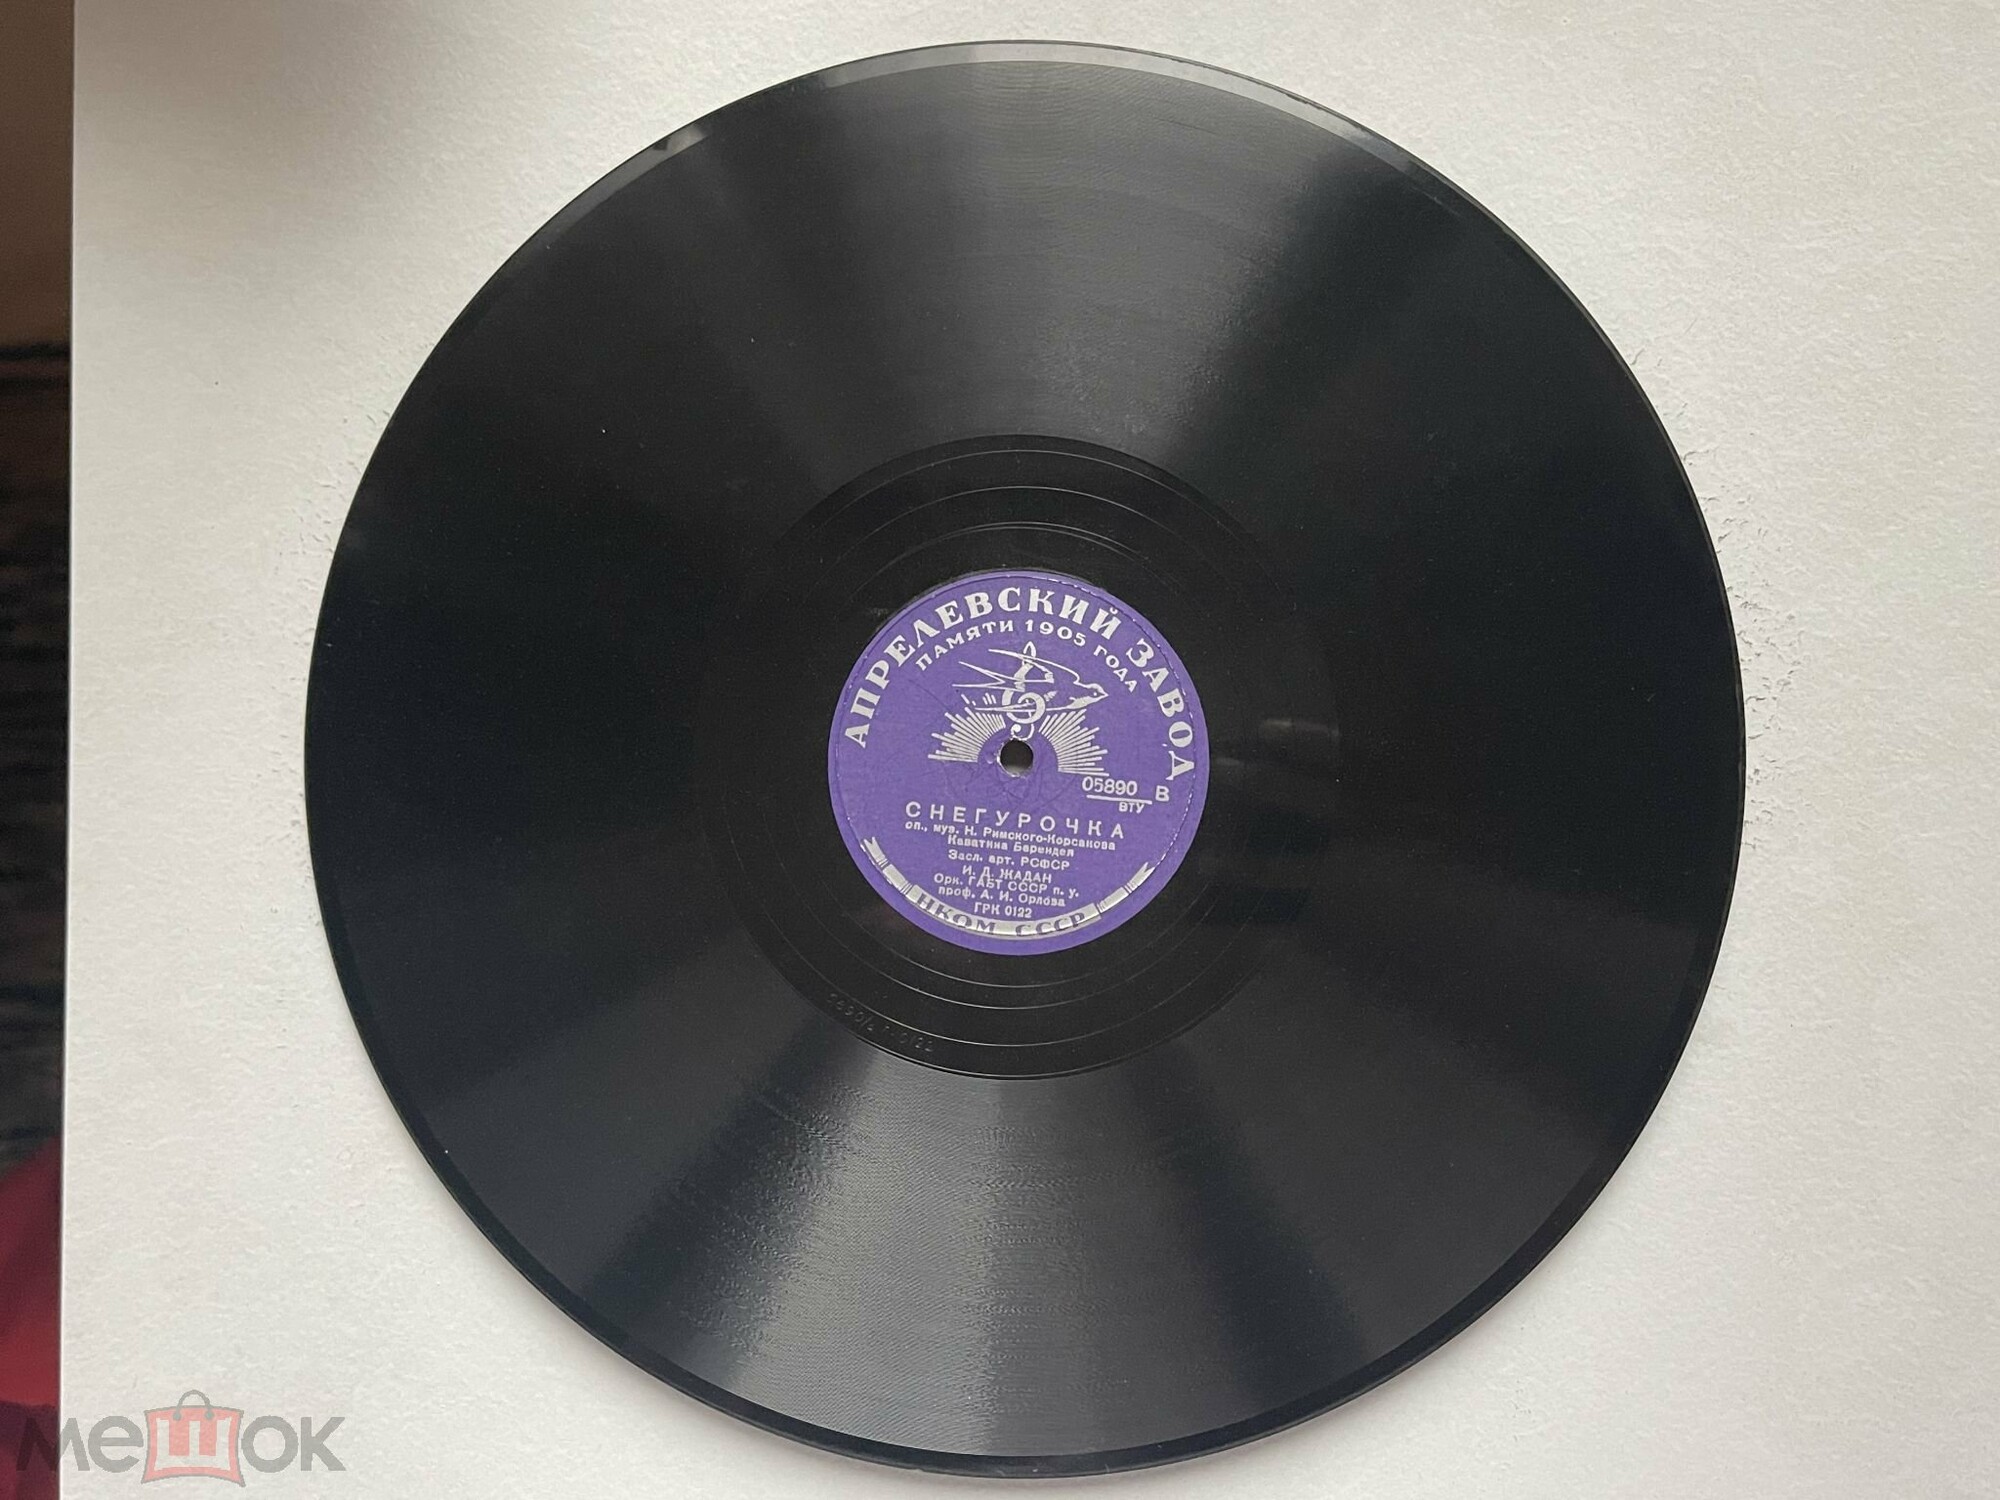 АПРЕЛЕВСКИЙ ЗАВОД
ПАМЯТИ 1905 ГОДА
05890 В
ВТУ
СНЕГУРОЧКА
оп., муз. Н. Римского-Корсакова
Каватина Берендея
Засл. арт. РСФСР
И. Д. ЖАДАН
Орк. ГАБТ СССР п. у.
проф. А. И. Орлова
ГРК 0122
НКОМ СССР
мешок